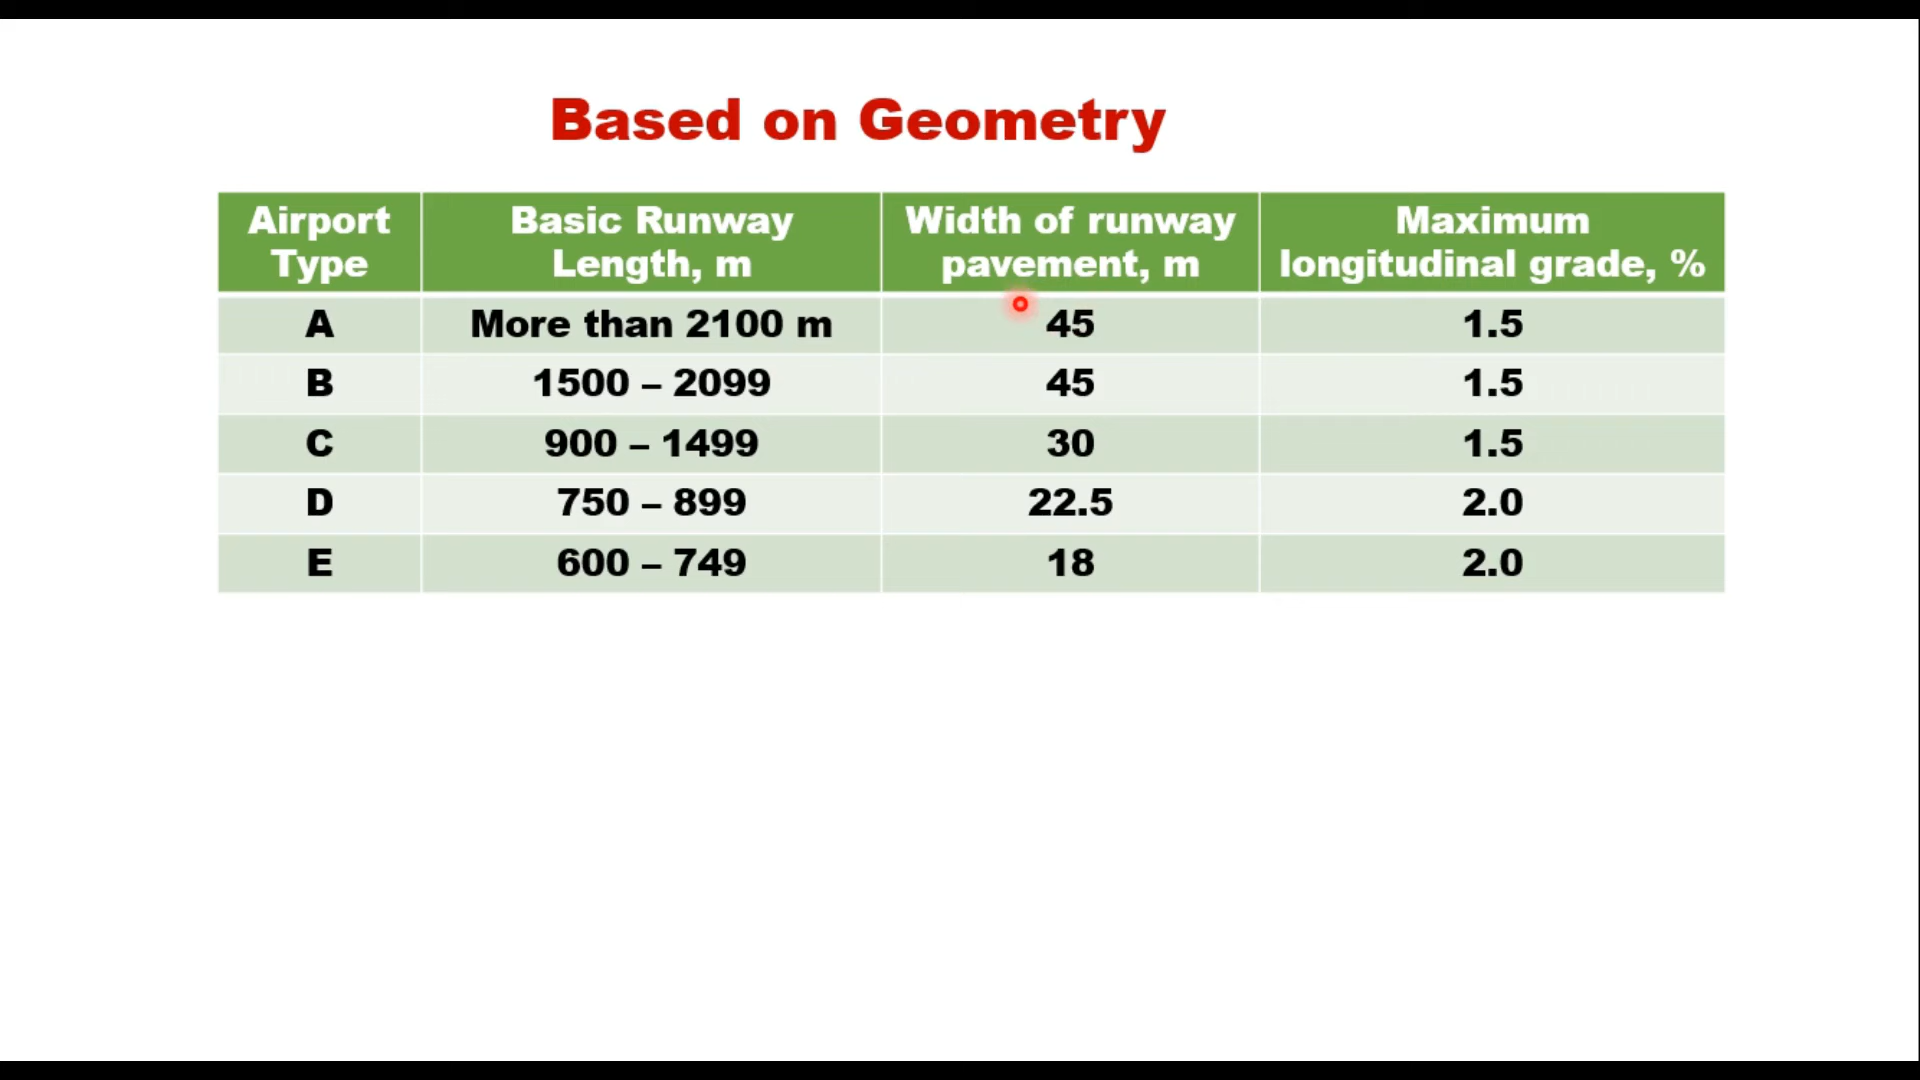 Based on Geometry
Airport Type | Basic Runway Length, m | Width of runway pavement, m | Maximum longitudinal grade, %
A | More than 2100 m | 45 | 1.5
B | 1500 – 2099 | 45 | 1.5
C | 900 – 1499 | 30 | 1.5
D | 750 – 899 | 22.5 | 2.0
E | 600 – 749 | 18 | 2.0